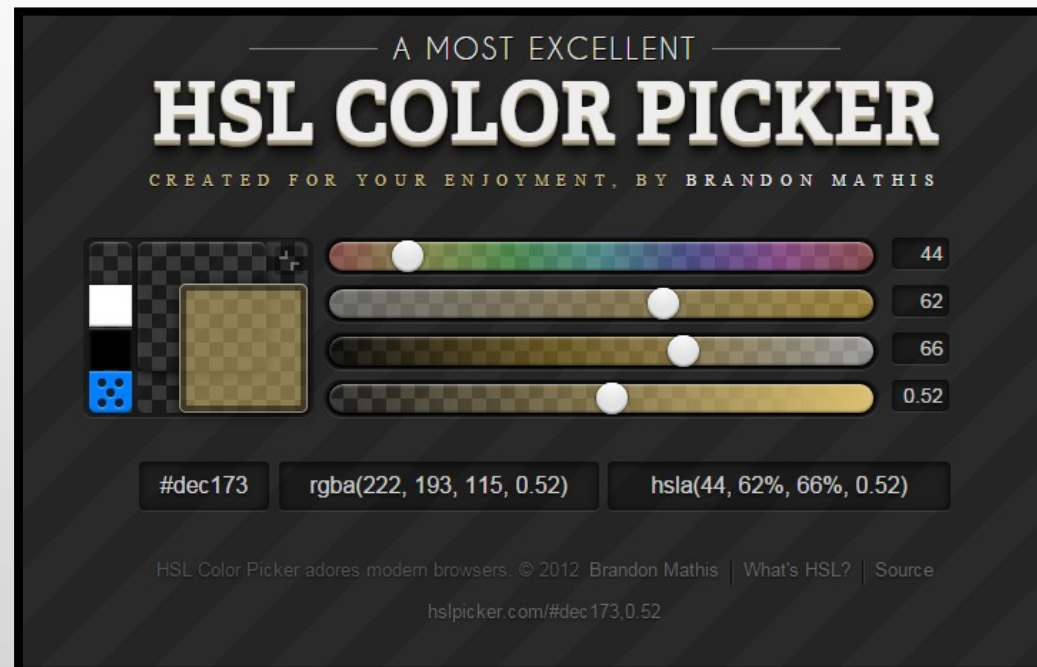 A MOST EXCELLENT
HSL COLOR PICKER
CREATED FOR YOUR ENJOYMENT, BY BRANDON MATHIS
44
62
66
0.52
#dec173 rgba(222, 193, 115, 0.52) hsla(44, 62%, 66%, 0.52)
HSL Color Picker adores modern browsers. © 2012 Brandon Mathis | What's HSL? | Source
hslpicker.com/#dec173,0.52